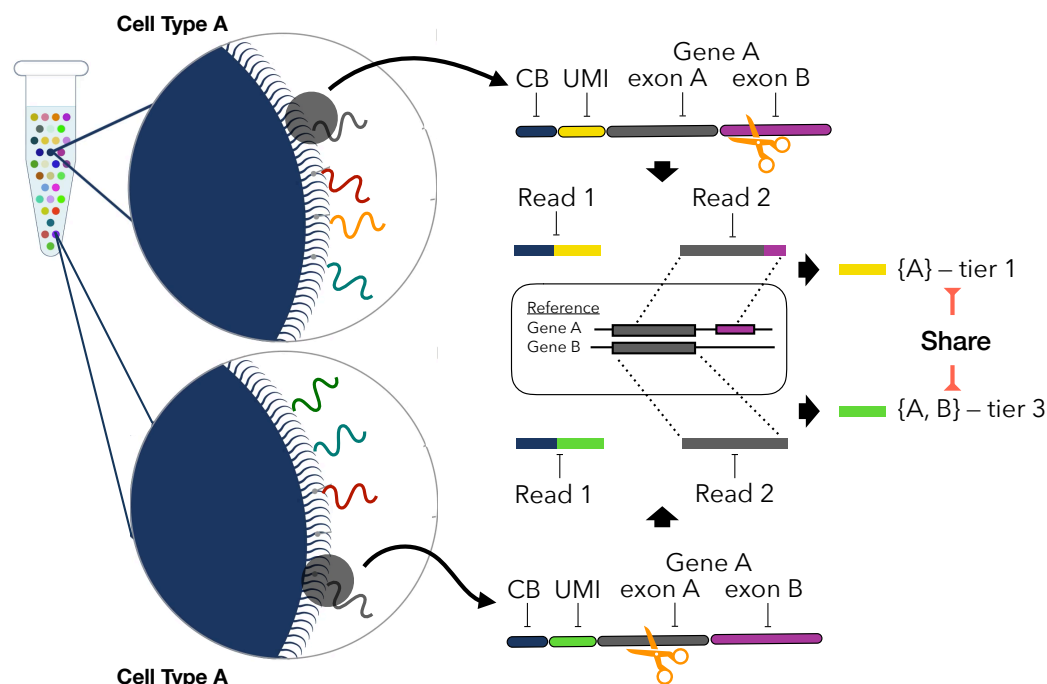 Cell Type A
Gene A
CB UMI exon A exon B
Read 1 Read 2
{A} – tier 1
Reference
Gene A
Gene B
Share
{A, B} – tier 3
Read 1 Read 2
Gene A
CB UMI exon A exon B
Cell Type A